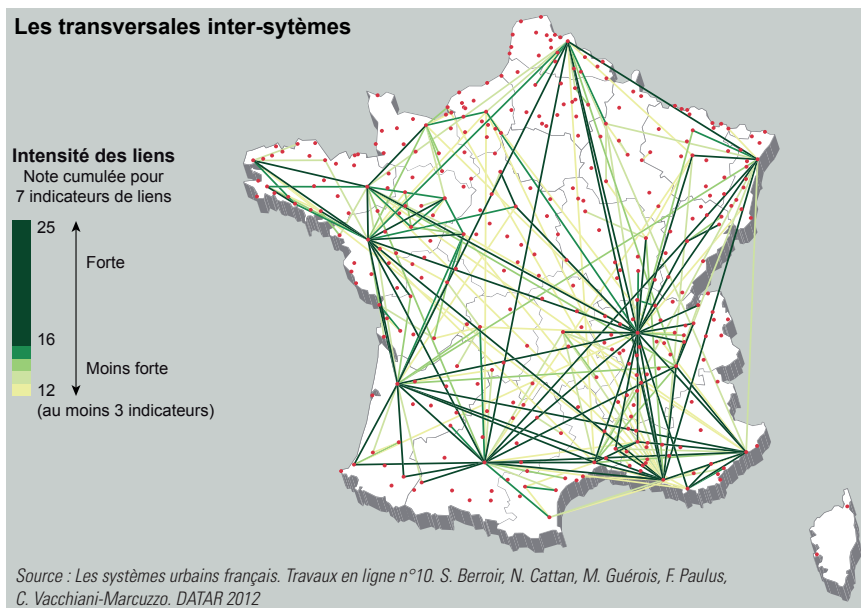 Les transversales inter-sytèmes
Intensité des liens
Note cumulée pour
7 indicateurs de liens
25
Forte
16
Moins forte
12
(au moins 3 indicateurs)
Source : Les systèmes urbains français. Travaux en ligne n°10. S. Berroir, N. Cattan, M. Guérois, F. Paulus,
C. Vacchiani-Marcuzzo. DATAR 2012